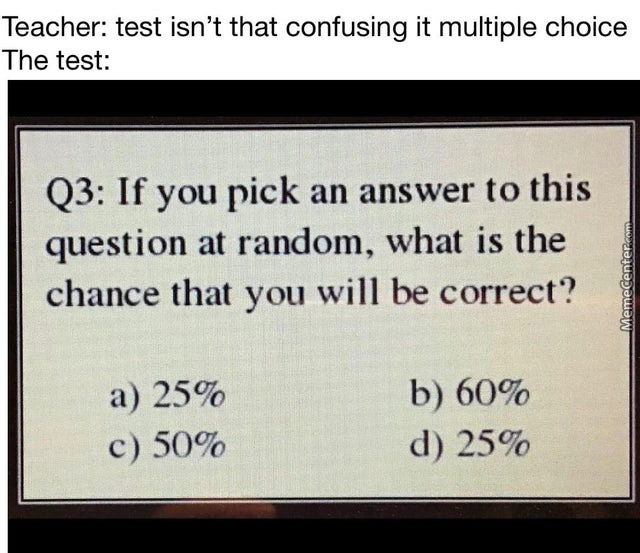 Teacher: test isn’t that confusing it multiple choice
The test:
Q3: If you pick an answer to this
question at random, what is the
chance that you will be correct?
a) 25% b) 60%
c) 50% d) 25%
MemeCenter.com